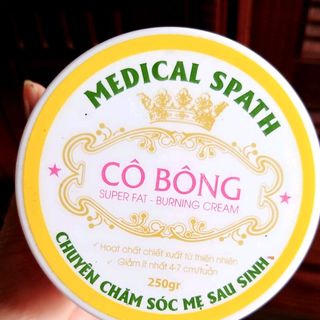 MEDICAL SPATH
CÔ BÔNG
SUPER FAT - BURNING CREAM
✓ Hoạt chất chiết xuất từ thiên nhiên
✓ Giảm ít nhất 4-7 cm/tuần
250gr
CHUYÊN CHĂM SÓC MẸ SAU SINH